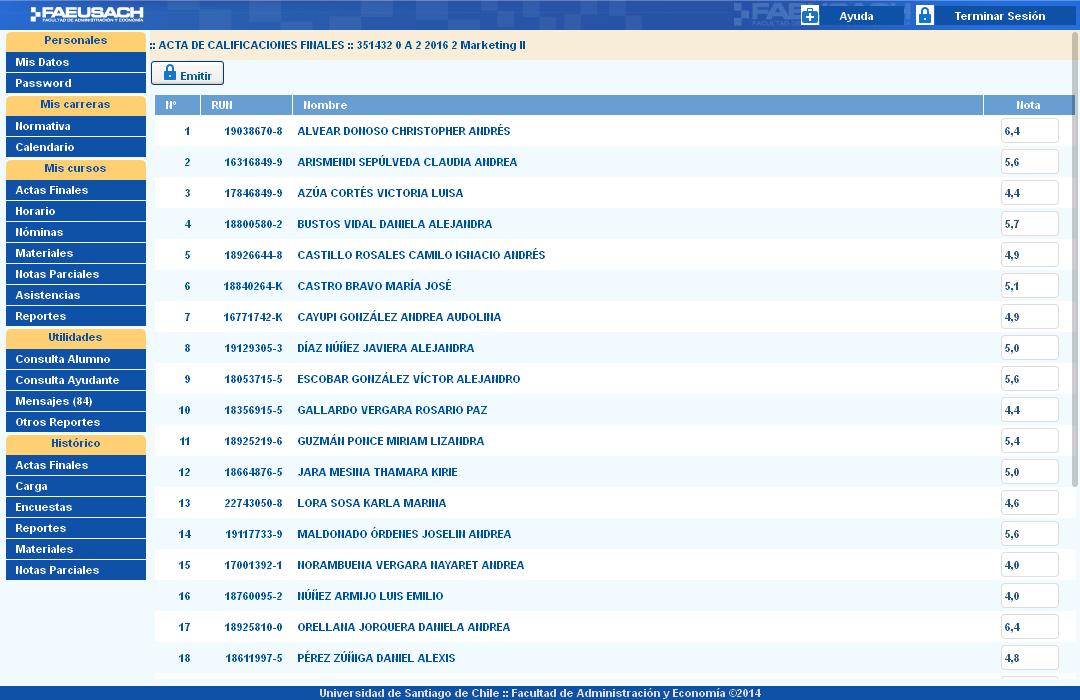 FAEUSACH
FACULTAD DE ADMINISTRACIÓN Y ECONOMÍA
FAEUSACH
Ayuda
Terminar Sesión
Personales
Mis Datos
Password
Mis carreras
Normativa
Calendario
Mis cursos
Actas Finales
Horario
Nóminas
Materiales
Notas Parciales
Asistencias
Reportes
Utilidades
Consulta Alumno
Consulta Ayudante
Mensajes (84)
Otros Reportes
Histórico
Actas Finales
Carga
Encuestas
Reportes
Materiales
Notas Parciales
:: ACTA DE CALIFICACIONES FINALES :: 351432 0 A 2 2016 2 Marketing II
Emitir
Nº RUN Nombre Nota
1 19038670-8 ALVEAR DONOSO CHRISTOPHER ANDRÉS 6,4
2 16316849-9 ARISMENDI SEPÚLVEDA CLAUDIA ANDREA 5,6
3 17846849-9 AZÚA CORTÉS VICTORIA LUISA 4,4
4 18800580-2 BUSTOS VIDAL DANIELA ALEJANDRA 5,7
5 18926644-8 CASTILLO ROSALES CAMILO IGNACIO ANDRÉS 4,9
6 18840264-K CASTRO BRAVO MARÍA JOSÉ 5,1
7 16771742-K CAYUPI GONZÁLEZ ANDREA AUDOLINA 4,9
8 19129305-3 DÍAZ NÚÑEZ JAVIERA ALEJANDRA 5,0
9 18053715-5 ESCOBAR GONZÁLEZ VÍCTOR ALEJANDRO 5,6
10 18356915-5 GALLARDO VERGARA ROSARIO PAZ 4,4
11 18925219-6 GUZMÁN PONCE MIRIAM LIZANDRA 5,4
12 18664876-5 JARA MESINA THAMARA KIRIE 5,0
13 22743050-8 LORA SOSA KARLA MARINA 4,6
14 19117733-9 MALDONADO ÓRDENES JOSELIN ANDREA 5,6
15 17001392-1 NORAMBUENA VERGARA NAYARET ANDREA 4,0
16 18760095-2 NÚÑEZ ARMIJO LUIS EMILIO 4,0
17 18925810-0 ORELLANA JORQUERA DANIELA ANDREA 6,4
18 18611997-5 PÉREZ ZÚÑIGA DANIEL ALEXIS 4,8
Universidad de Santiago de Chile :: Facultad de Administración y Economía ©2014